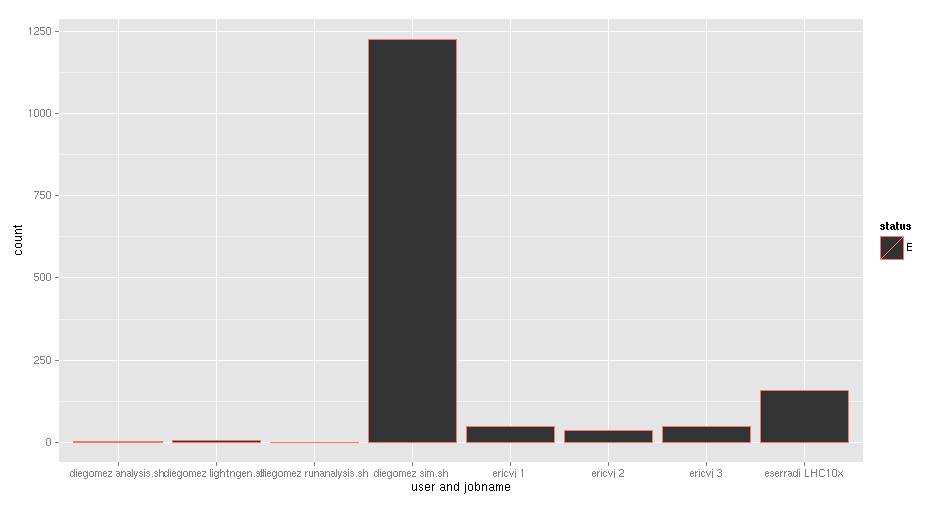 1250
1000
750
500
250
0
count
diegomez analysis.sh diegomez lightngen.sh diegomez runanalysis.sh diegomez sim.sh ericvj 1 ericvj 2 ericvj 3 eserradi LHC10x
user and jobname
status
E